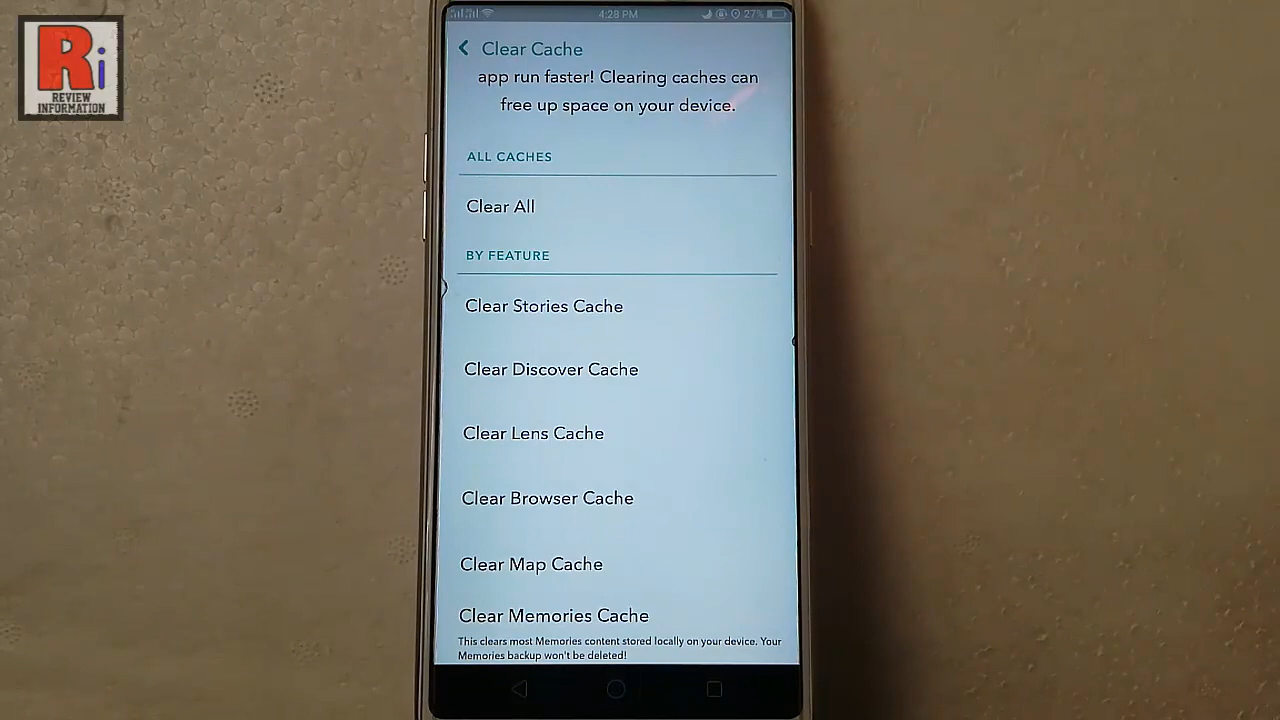 Ri
REVIEW
INFORMATION
4:28 PM
27%
Clear Cache
app run faster! Clearing caches can
free up space on your device.
ALL CACHES
Clear All
BY FEATURE
Clear Stories Cache
Clear Discover Cache
Clear Lens Cache
Clear Browser Cache
Clear Map Cache
Clear Memories Cache
This clears most Memories content stored locally on your device. Your
Memories backup won't be deleted!